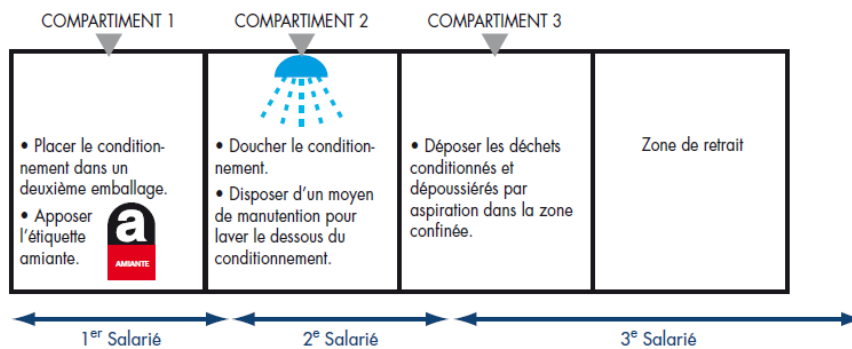 COMPARTIMENT 1
COMPARTIMENT 2
COMPARTIMENT 3
• Placer le condition-
nement dans un
deuxième emballage.
• Apposer
l’étiquette
amiante.
a
AMIANTE
• Doucher le condition-
nement.
• Disposer d’un moyen
de manutention pour
laver le dessous du
conditionnement.
• Déposer les déchets
conditionnés et
dépoussiérés par
aspiration dans la zone
confinée.
Zone de retrait
1er Salarié
2e Salarié
3e Salarié